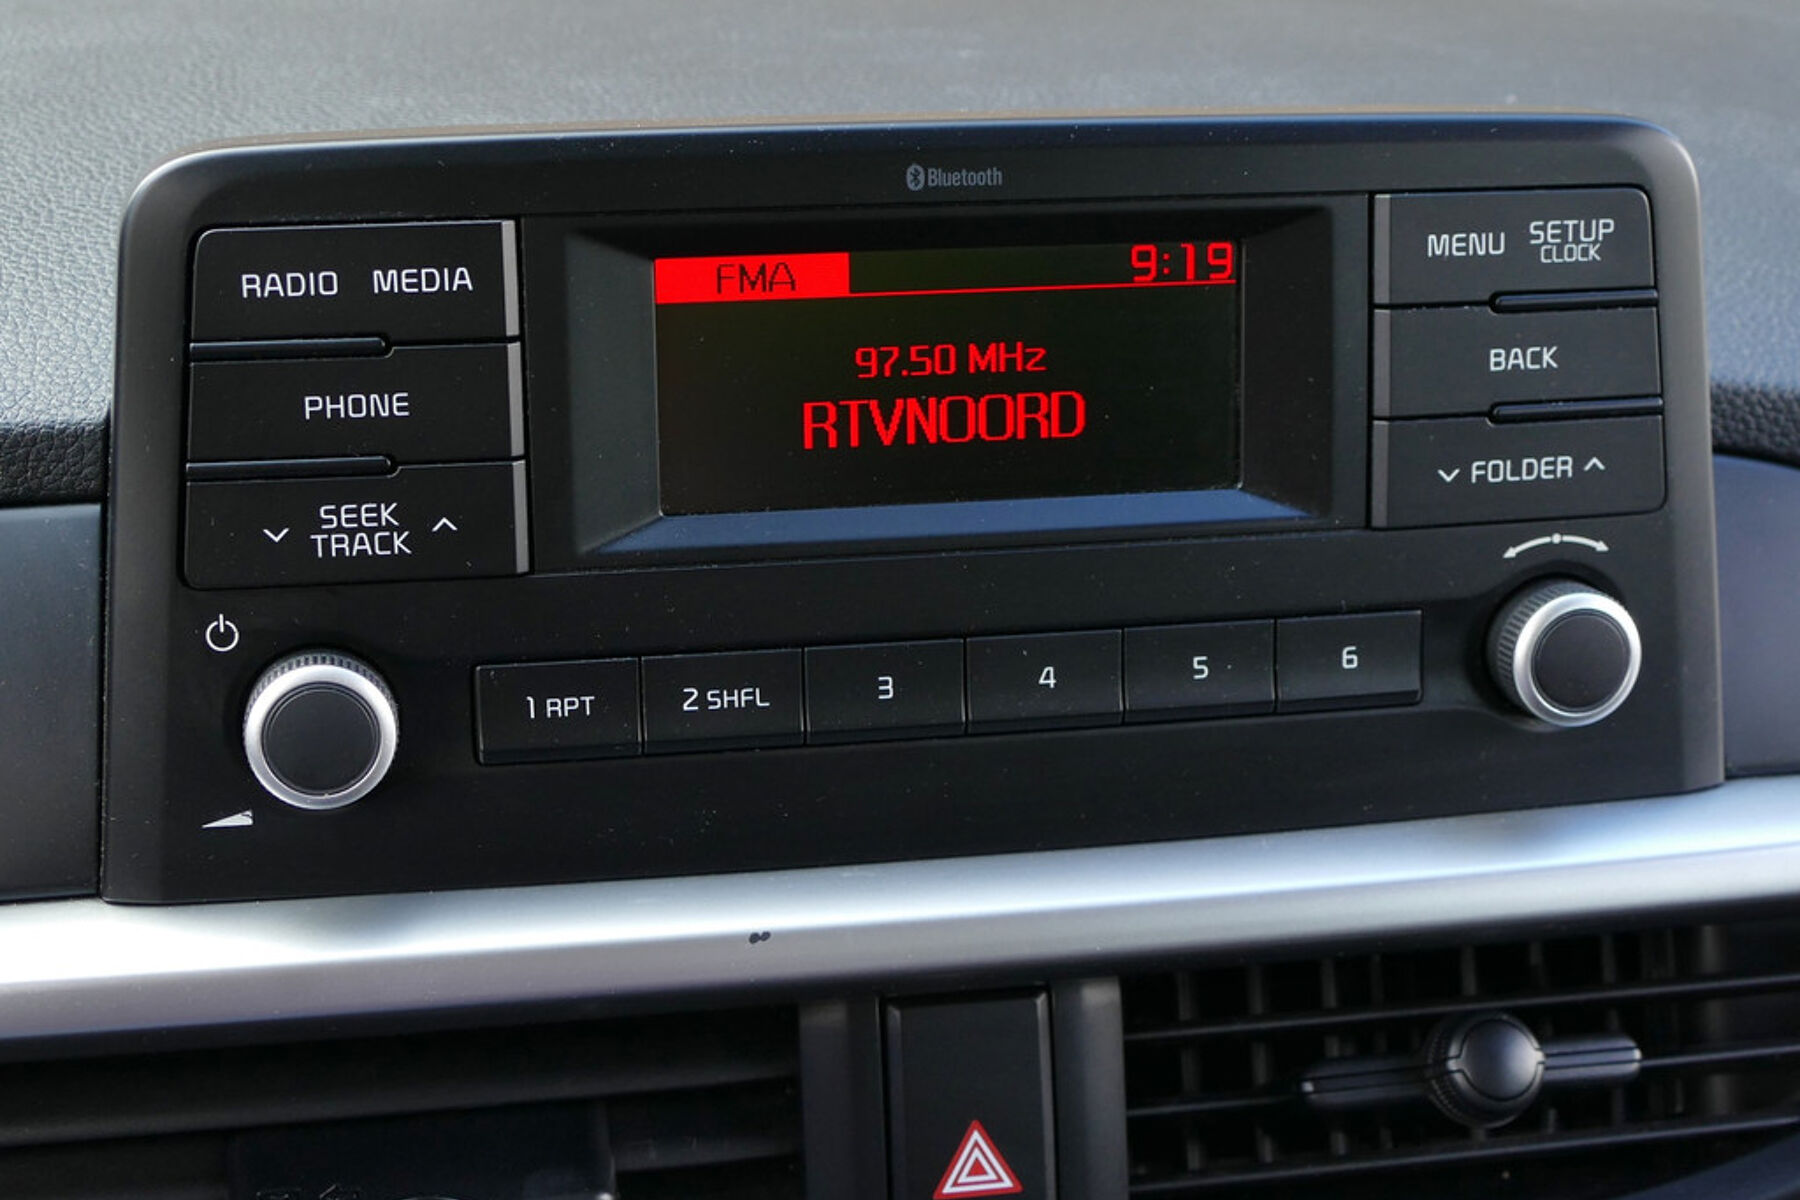 Bluetooth
RADIO MEDIA
PHONE
SEEK
TRACK
FMA 9:19
97.50 MHz
RTVNOORD
MENU SETUP
CLOCK
BACK
FOLDER
1 RPT 2 SHFL 3 4 5 6